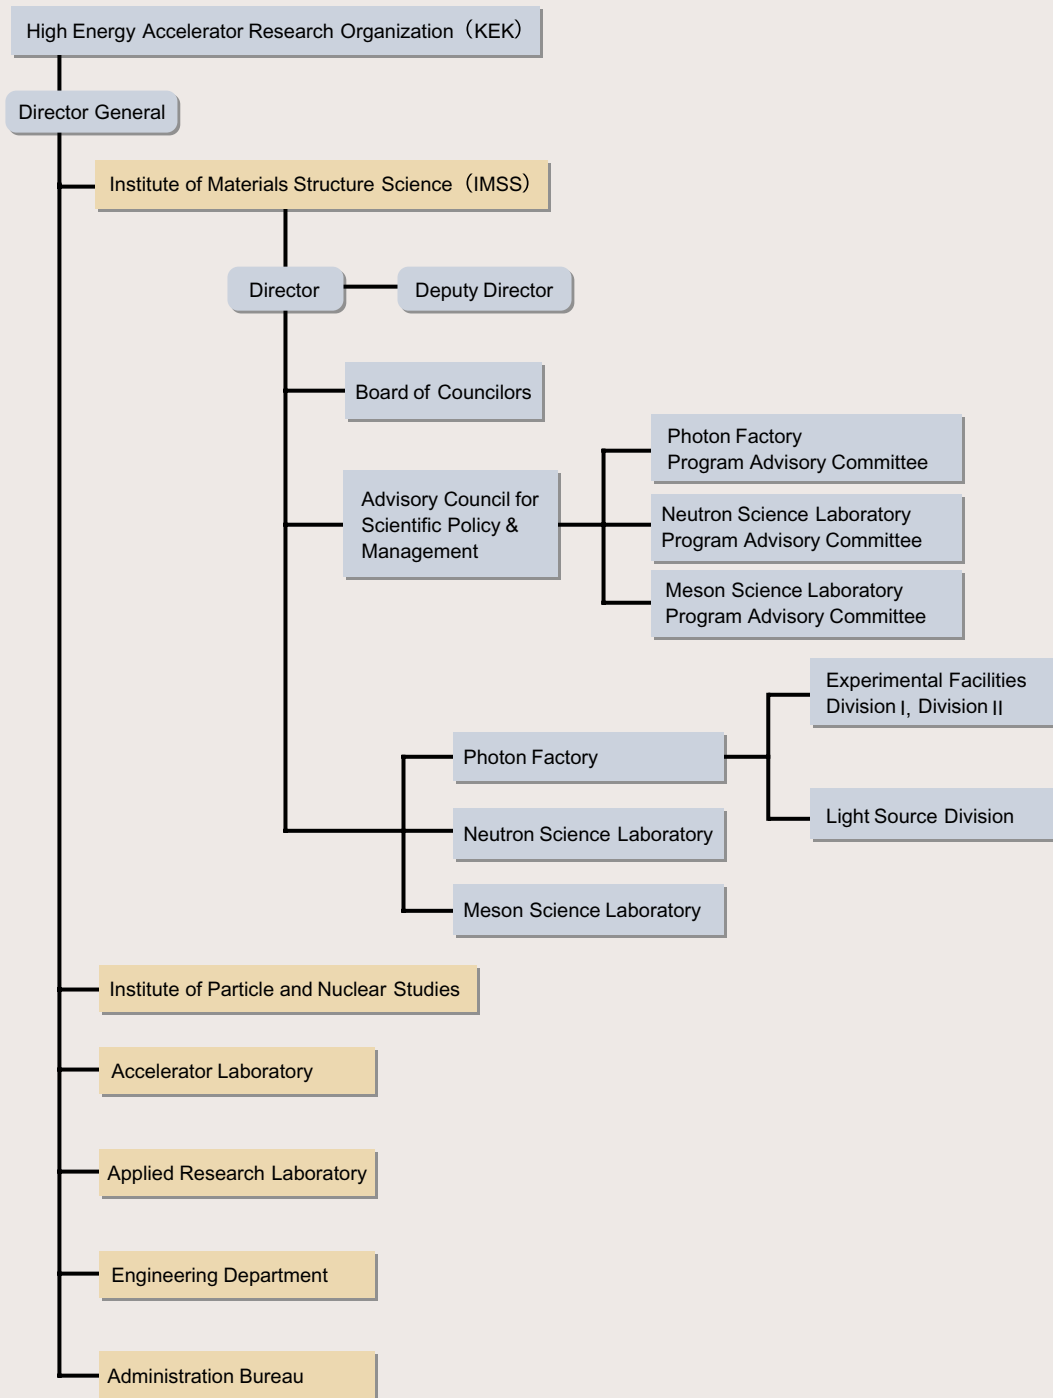 High Energy Accelerator Research Organization（KEK）
Director General
Institute of Materials Structure Science（IMSS）
Director
Deputy Director
Board of Councilors
Advisory Council for
Scientific Policy &
Management
Photon Factory
Program Advisory Committee
Neutron Science Laboratory
Program Advisory Committee
Meson Science Laboratory
Program Advisory Committee
Photon Factory
Experimental Facilities
Division I, Division II
Light Source Division
Neutron Science Laboratory
Meson Science Laboratory
Institute of Particle and Nuclear Studies
Accelerator Laboratory
Applied Research Laboratory
Engineering Department
Administration Bureau